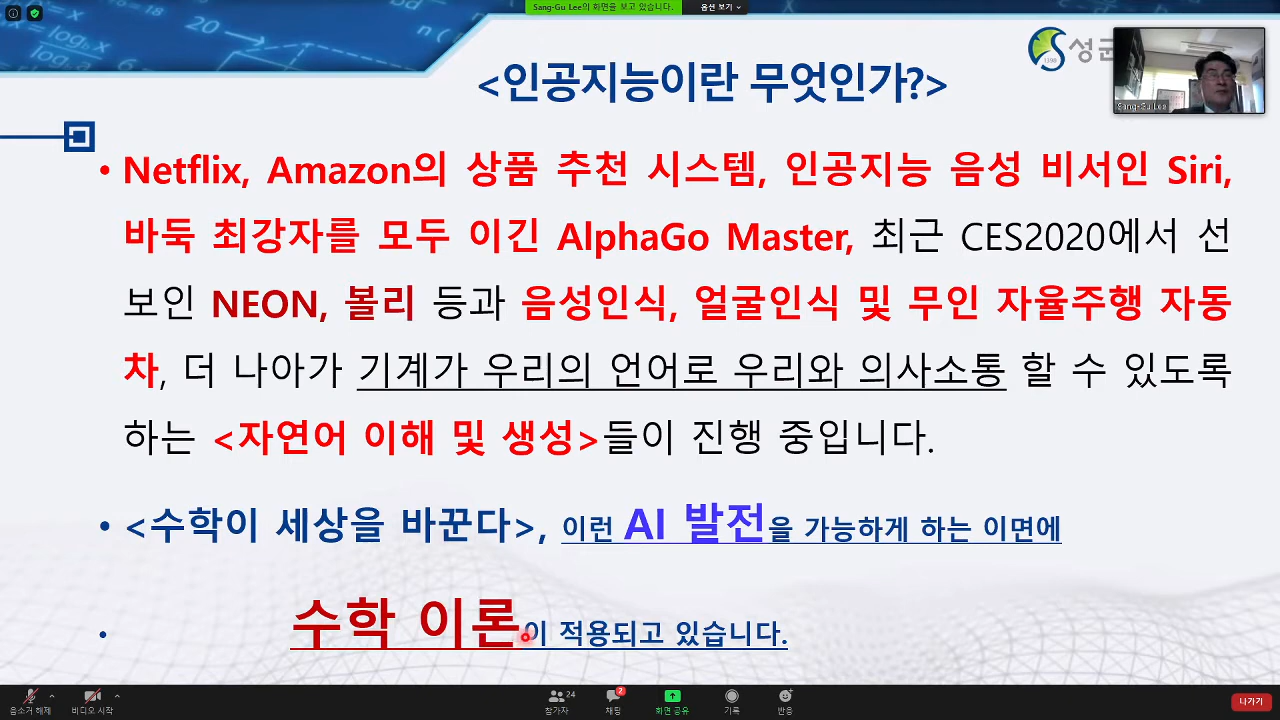 Sang-Gu Lee의 화면을 보고 있습니다. 옵션 보기
20
log_b x
log_a x
성균
1398
Sang-Gu Lee
<인공지능이란 무엇인가?>
• Netflix, Amazon의 상품 추천 시스템, 인공지능 음성 비서인 Siri,
바둑 최강자를 모두 이긴 AlphaGo Master, 최근 CES2020에서 선
보인 NEON, 볼리 등과 음성인식, 얼굴인식 및 무인 자율주행 자동
차, 더 나아가 기계가 우리의 언어로 우리와 의사소통 할 수 있도록
하는 <자연어 이해 및 생성>들이 진행 중입니다.
• <수학이 세상을 바꾼다>, 이런 AI 발전을 가능하게 하는 이면에
• 수학 이론이 적용되고 있습니다.
음소거 해제 비디오 시작 참가자 24 채팅 2 화면 공유 기록 반응 나가기